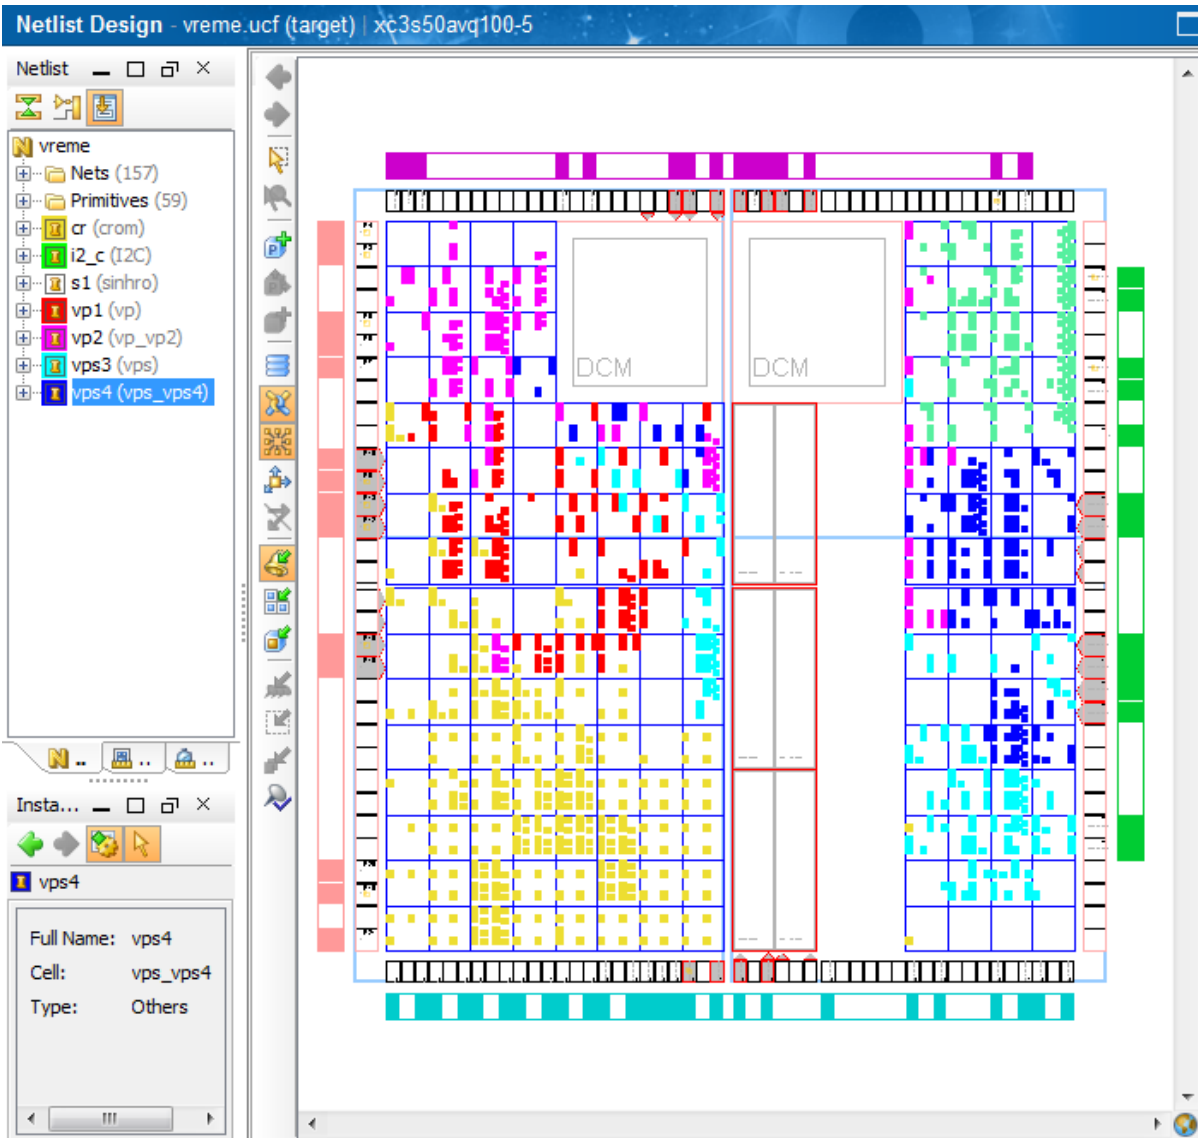 Netlist Design - vreme.ucf (target) | xc3s50avq100-5
Netlist
vreme
Nets (157)
Primitives (59)
cr (crom)
i2_c (I2C)
s1 (sinhro)
vp1 (vp)
vp2 (vp_vp2)
vps3 (vps)
vps4 (vps_vps4)
N ..
..
..
Insta...
vps4
Full Name: vps4
Cell: vps_vps4
Type: Others
DCM
DCM